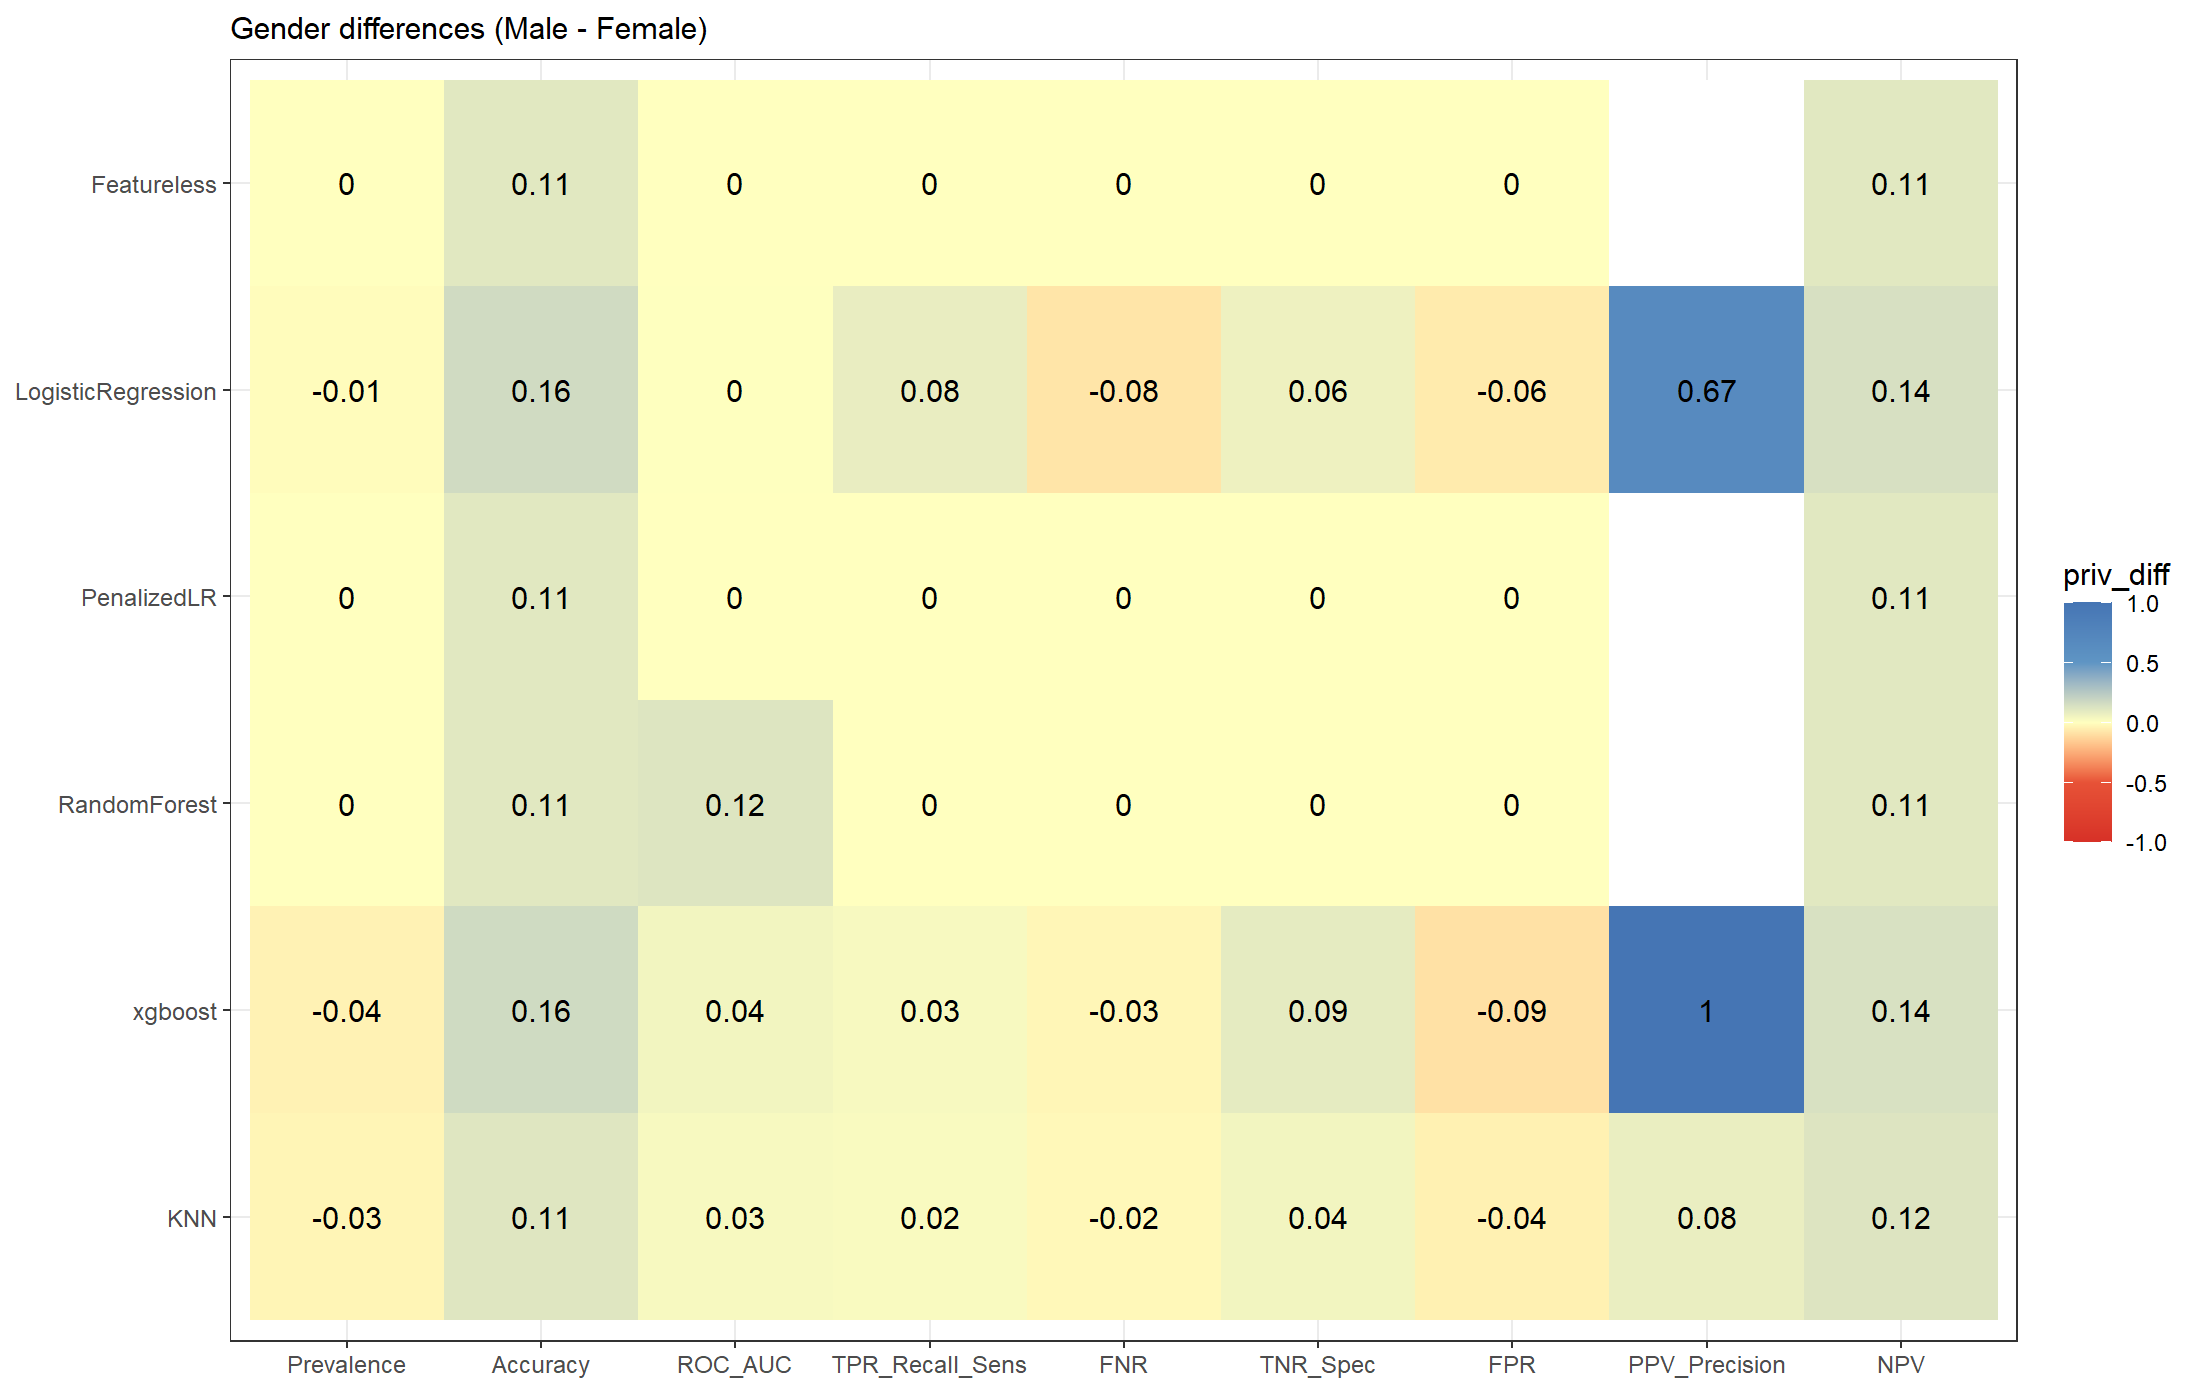 Gender differences (Male - Female)
Featureless 0 0.11 0 0 0 0 0 0.11
LogisticRegression -0.01 0.16 0 0.08 -0.08 0.06 -0.06 0.67 0.14
PenalizedLR 0 0.11 0 0 0 0 0 0.11
RandomForest 0 0.11 0.12 0 0 0 0 0.11
xgboost -0.04 0.16 0.04 0.03 -0.03 0.09 -0.09 1 0.14
KNN -0.03 0.11 0.03 0.02 -0.02 0.04 -0.04 0.08 0.12
Prevalence Accuracy ROC_AUC TPR_Recall_Sens FNR TNR_Spec FPR PPV_Precision NPV
priv_diff
1.0
0.5
0.0
-0.5
-1.0